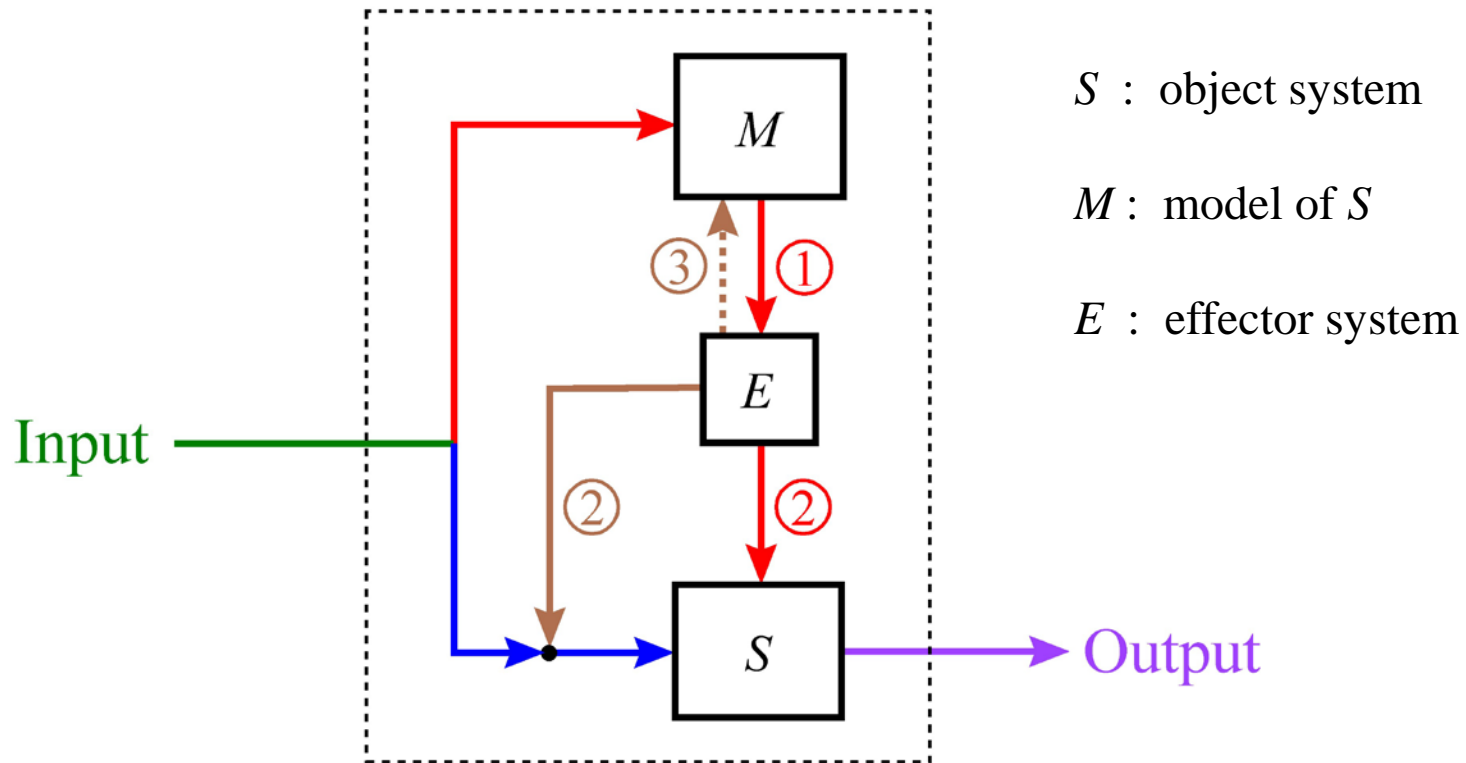 M
S : object system
M : model of S
③ ①
E : effector system
E
Input
② ②
S
Output